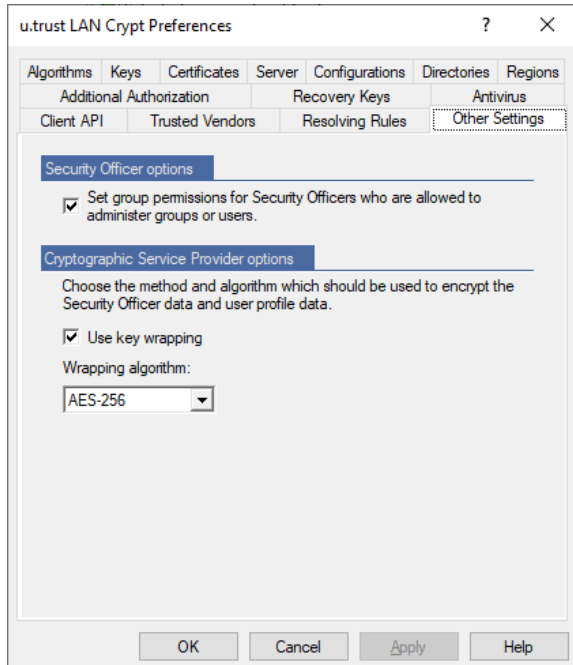 u.trust LAN Crypt Preferences ? ×
Algorithms Keys Certificates Server Configurations Directories Regions
Additional Authorization Recovery Keys Antivirus
Client API Trusted Vendors Resolving Rules Other Settings
Security Officer options
Set group permissions for Security Officers who are allowed to
administer groups or users.
Cryptographic Service Provider options
Choose the method and algorithm which should be used to encrypt the
Security Officer data and user profile data.
Use key wrapping
Wrapping algorithm:
AES-256
OK Cancel Apply Help